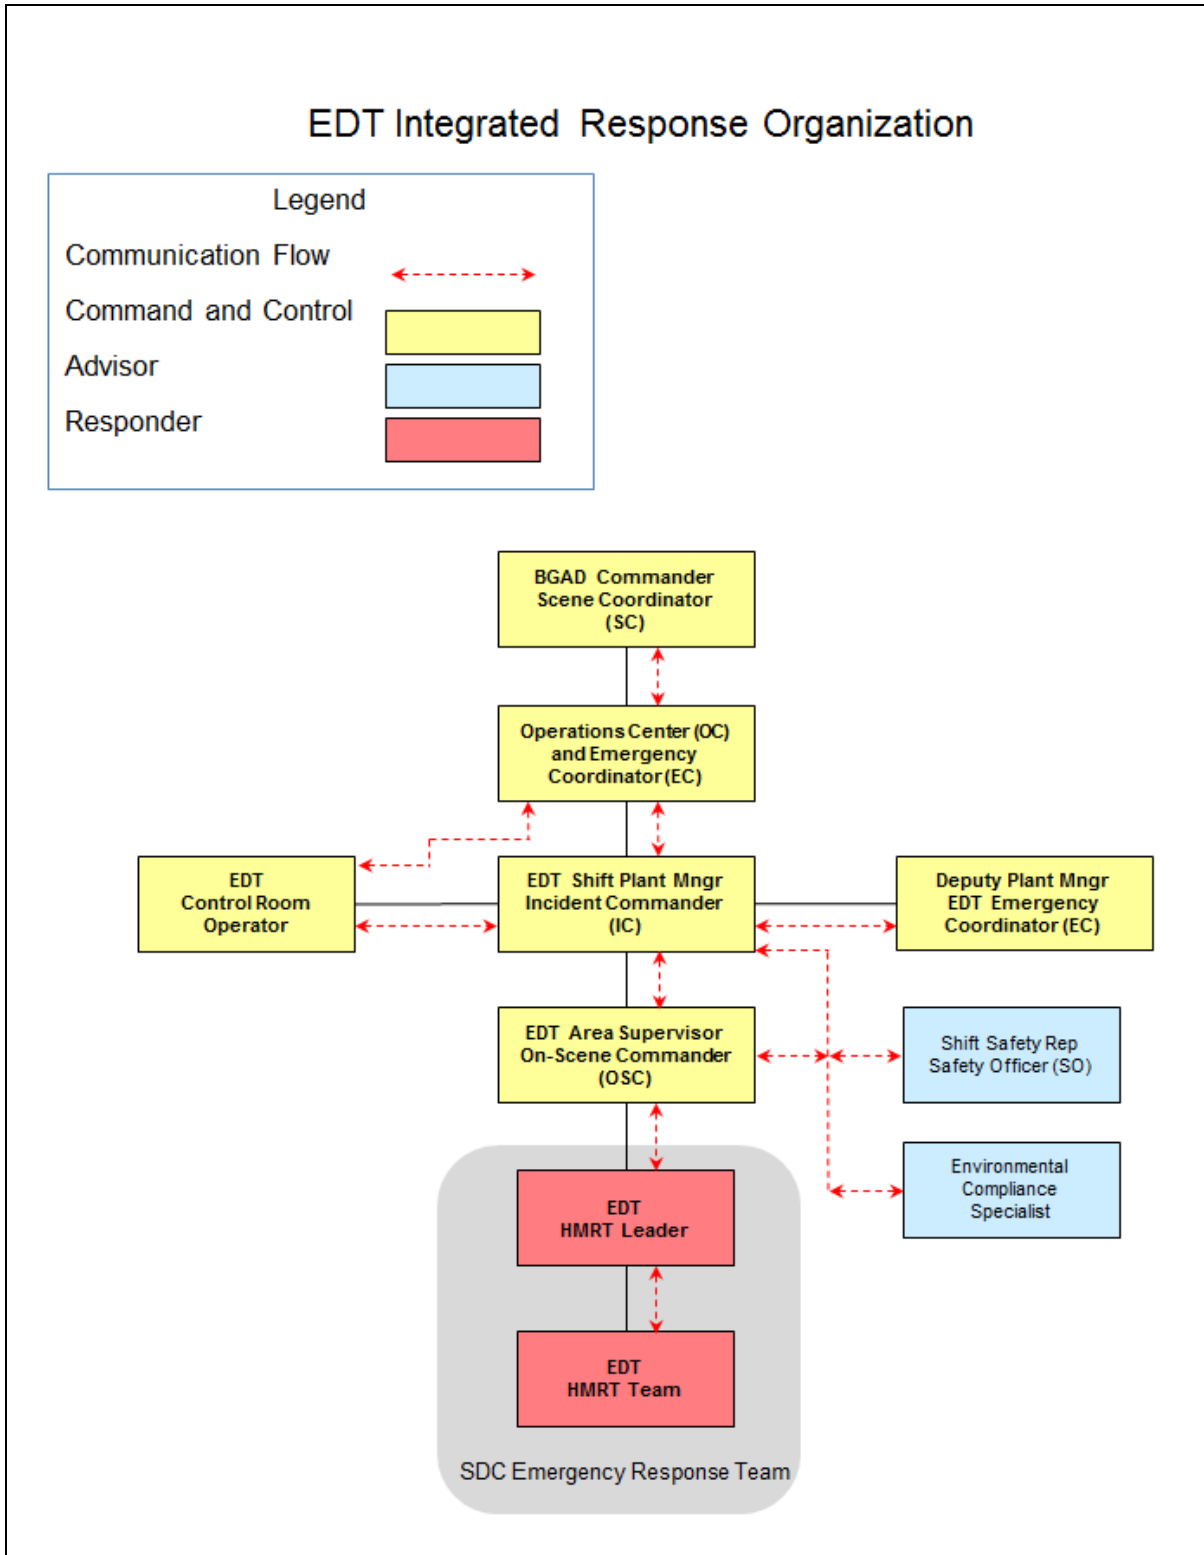 EDT Integrated Response Organization
Legend
Communication Flow
Command and Control
Advisor
Responder
BGAD Commander
Scene Coordinator
(SC)
Operations Center (OC)
and Emergency
Coordinator (EC)
EDT
Control Room
Operator
EDT Shift Plant Mngr
Incident Commander
(IC)
Deputy Plant Mngr
EDT Emergency
Coordinator (EC)
EDT Area Supervisor
On-Scene Commander
(OSC)
Shift Safety Rep
Safety Officer (SO)
Environmental
Compliance
Specialist
EDT
HMRT Leader
EDT
HMRT Team
SDC Emergency Response Team